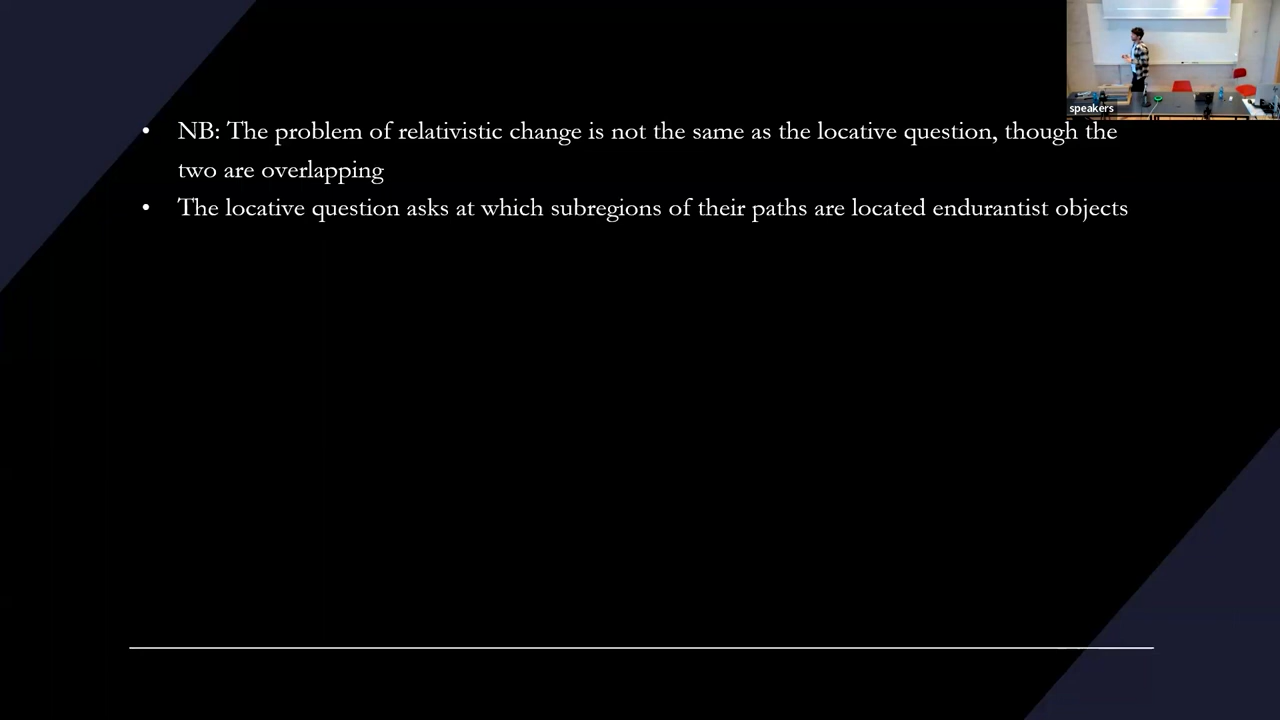 • NB: The problem of relativistic change is not the same as the locative question, though the
two are overlapping
• The locative question asks at which subregions of their paths are located endurantist objects
speakers